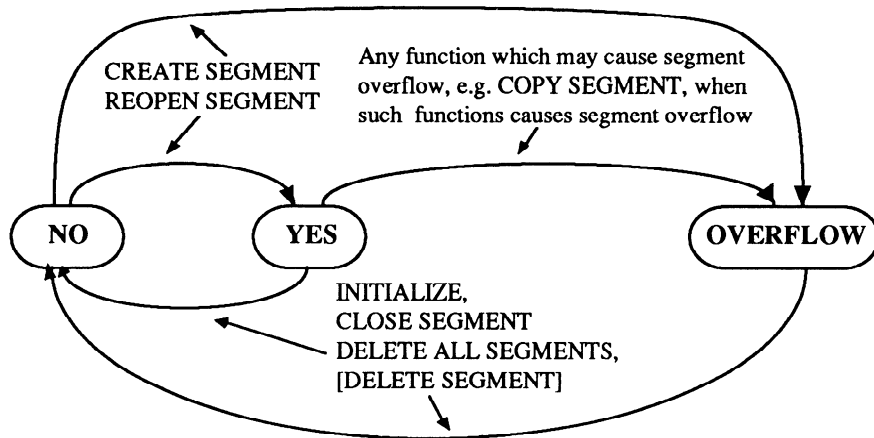 CREATE SEGMENT
REOPEN SEGMENT
Any function which may cause segment
overflow, e.g. COPY SEGMENT, when
such functions causes segment overflow
NO
YES
OVERFLOW
INITIALIZE,
CLOSE SEGMENT
DELETE ALL SEGMENTS,
[DELETE SEGMENT]